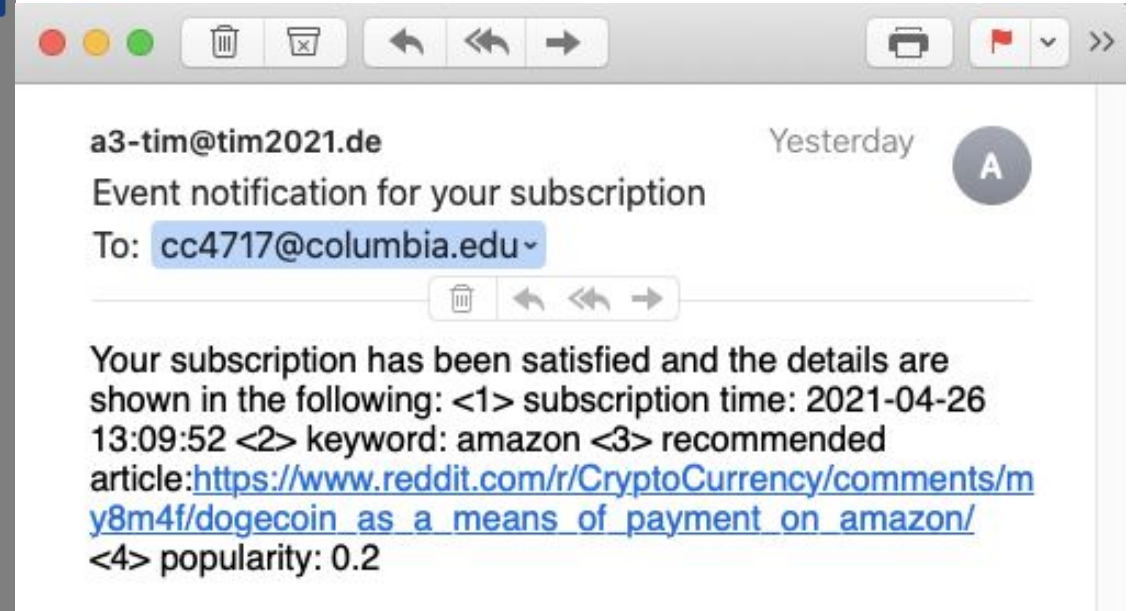 a3-tim@tim2021.de
Yesterday
A
Event notification for your subscription
To: cc4717@columbia.edu
Your subscription has been satisfied and the details are
shown in the following: <1> subscription time: 2021-04-26
13:09:52 <2> keyword: amazon <3> recommended
article:https://www.reddit.com/r/CryptoCurrency/comments/m
y8m4f/dogecoin_as_a_means_of_payment_on_amazon/
<4> popularity: 0.2